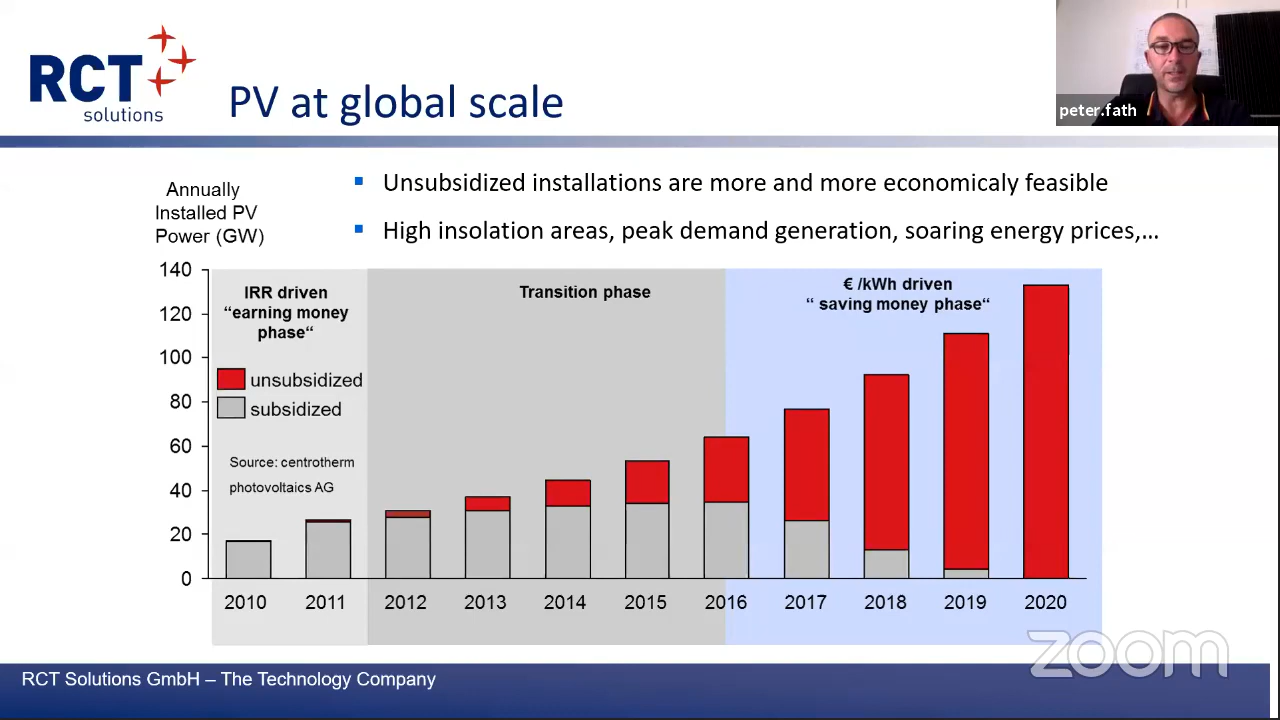 RCT
solutions
PV at global scale
peter.fath
Annually
Installed PV
Power (GW)
▪ Unsubsidized installations are more and more economicaly feasible
▪ High insolation areas, peak demand generation, soaring energy prices,…
140
120
100
80
60
40
20
0
IRR driven
“earning money
phase“
Transition phase
€ /kWh driven
“ saving money phase“
unsubsidized
subsidized
Source: centrotherm
photovoltaics AG
2010 2011 2012 2013 2014 2015 2016 2017 2018 2019 2020
zoom
RCT Solutions GmbH – The Technology Company